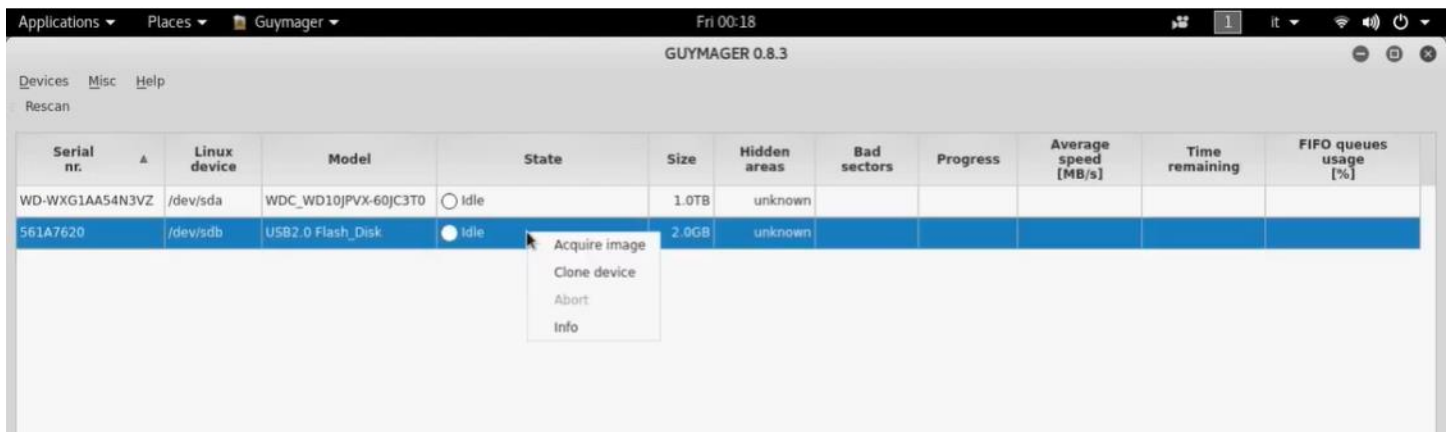 Applications Places Guymager Fri 00:18 1 it
GUYMAGER 0.8.3
Devices Misc Help
Rescan
Serial nr. Linux device Model State Size Hidden areas Bad sectors Progress Average speed [MB/s] Time remaining FIFO queues usage [%]
WD-WXG1AA54N3VZ /dev/sda WDC_WD10JPVX-60JC3T0 Idle 1.0TB unknown
561A7620 /dev/sdb USB2.0 Flash_Disk Idle 2.0GB unknown
Acquire image
Clone device
Abort
Info